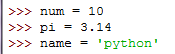 >>> num = 10
>>> pi = 3.14
>>> name = 'python'